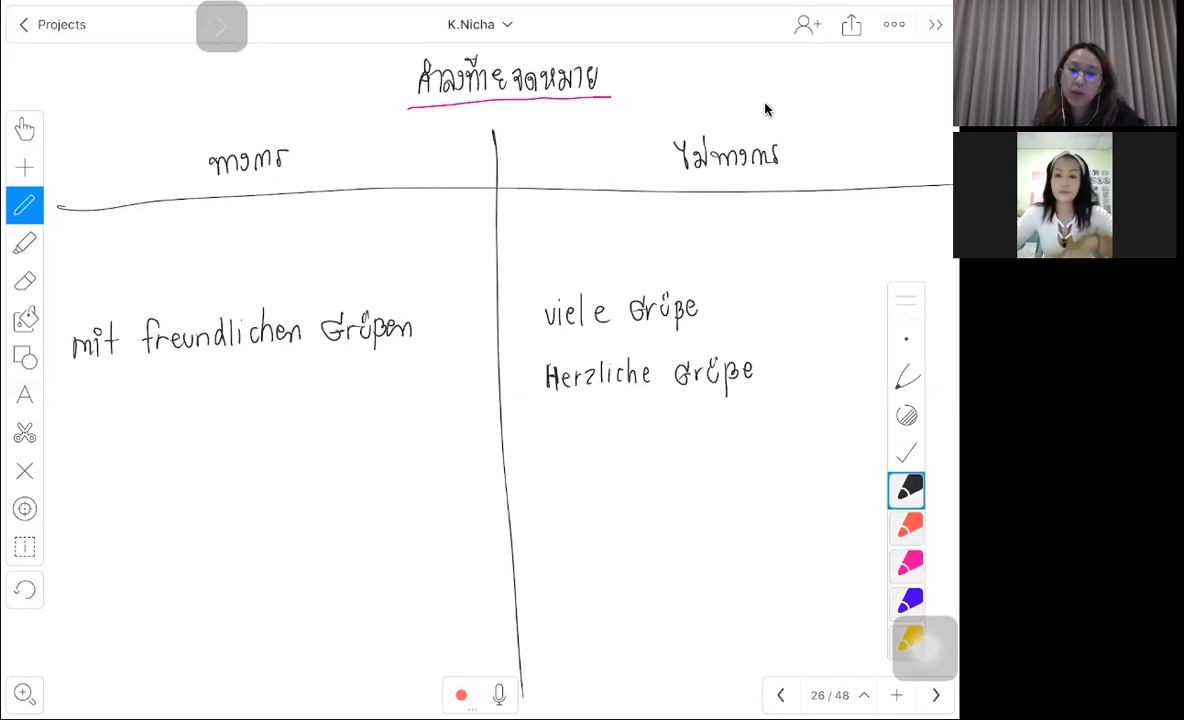 Projects
K.Nicha
คำลงท้ายจดหมาย
ทางการ
ไม่ทางการ
mit freundlichen Grüßen
viele Grüße
Herzliche Grüße
26 / 48